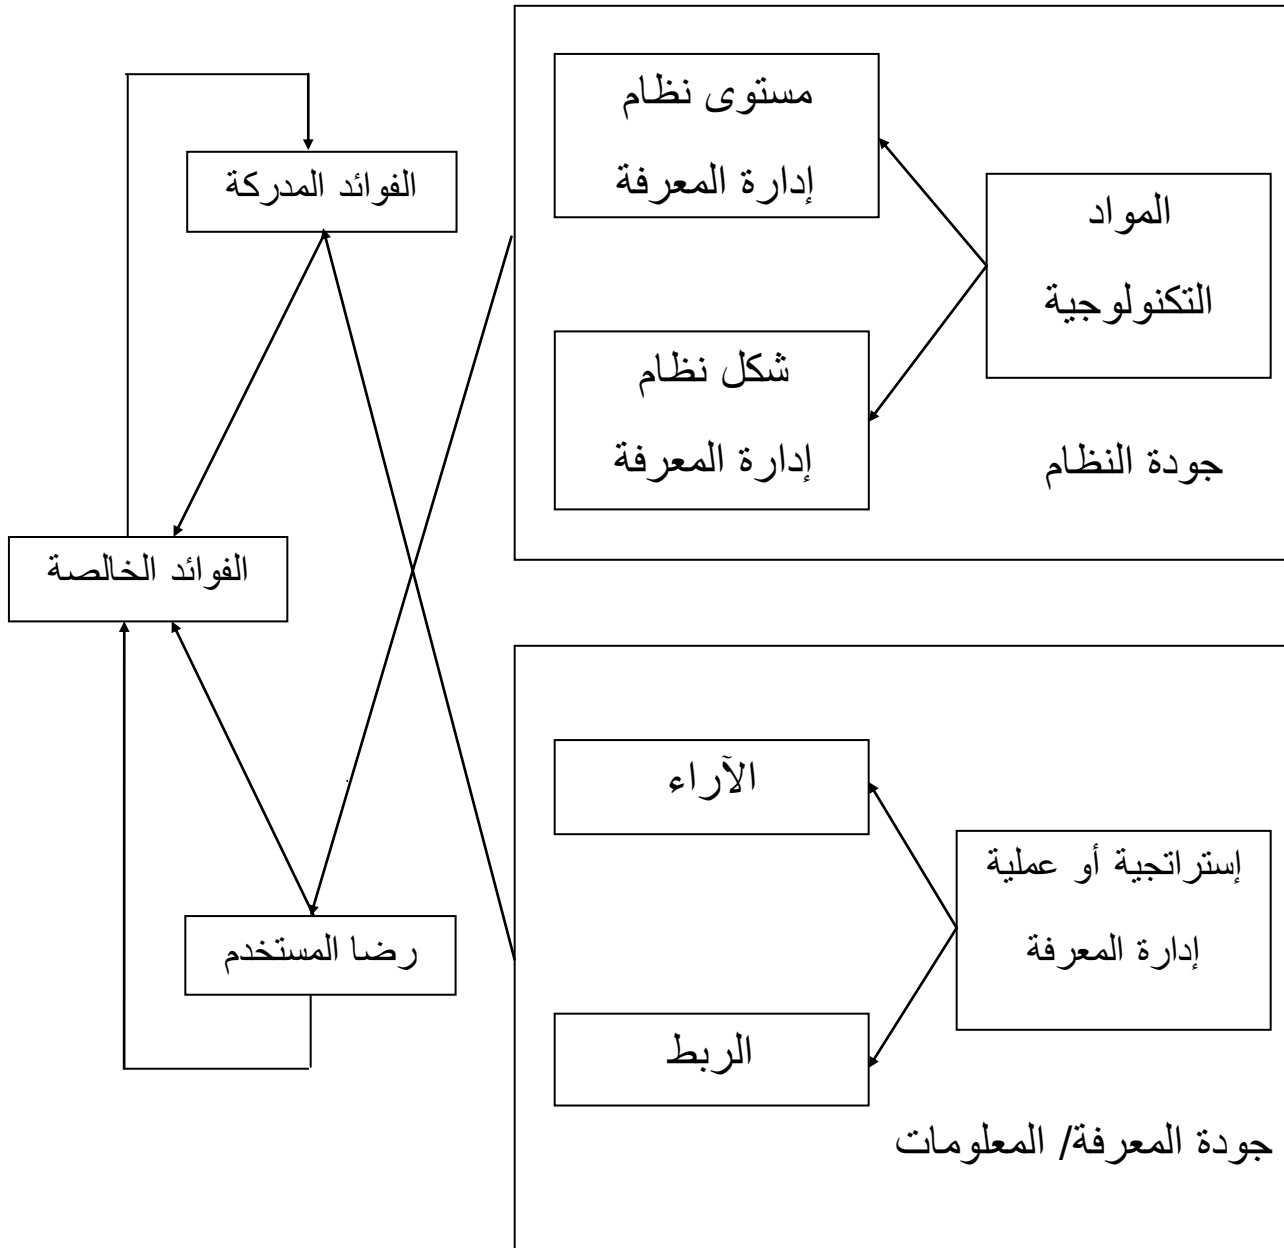 المواد
التكنولوجية
مستوى نظام
إدارة المعرفة
شكل نظام
إدارة المعرفة
جودة النظام
الفوائد المدركة
الفوائد الخالصة
رضا المستخدم
إستراتجية أو عملية
إدارة المعرفة
الآراء
الربط
جودة المعرفة/ المعلومات